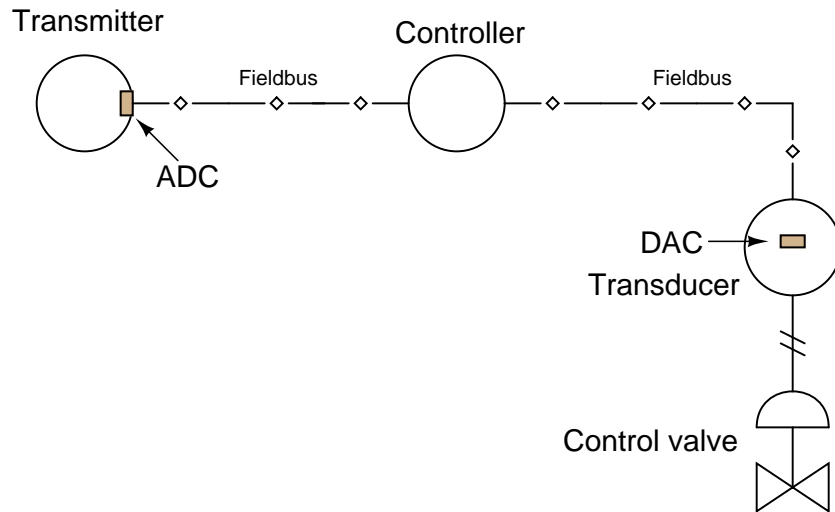 Transmitter
Controller
Fieldbus
Fieldbus
ADC
DAC
Transducer
Control valve